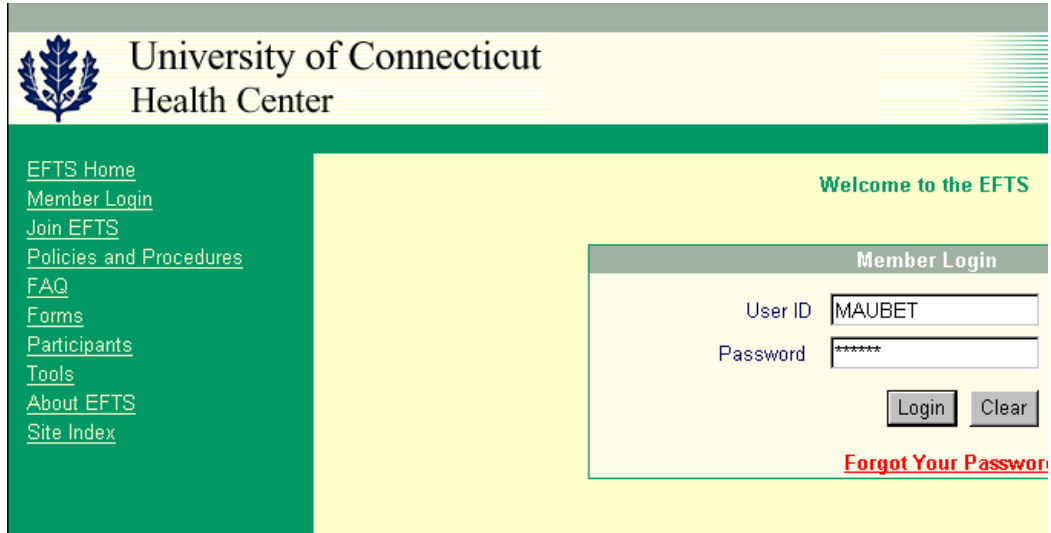 University of Connecticut
Health Center
EFTS Home
Member Login
Join EFTS
Policies and Procedures
FAQ
Forms
Participants
Tools
About EFTS
Site Index
Welcome to the EFTS
Member Login
User ID MAUBET
Password ******
Login Clear
Forgot Your Passwor